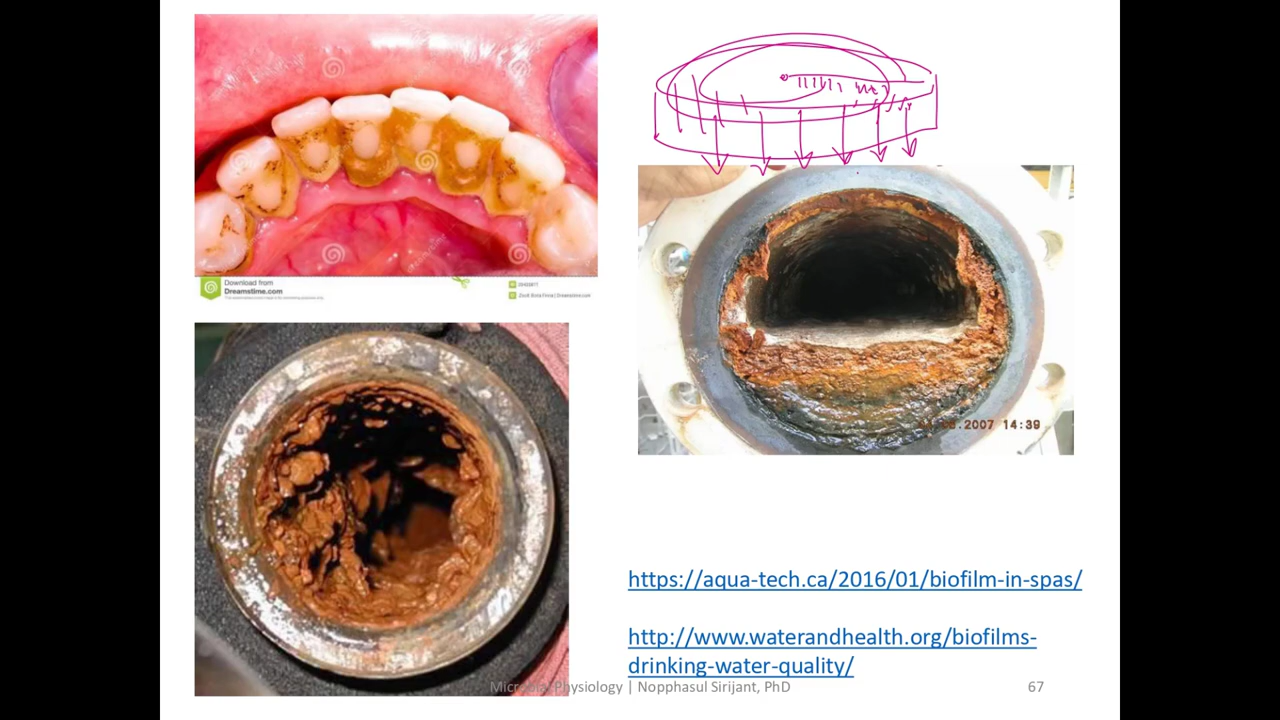 Download from
Dreamstime.com
https://aqua-tech.ca/2016/01/biofilm-in-spas/
http://www.waterandhealth.org/biofilms-
drinking-water-quality/
Physiology | Nopphasul Sirijant, PhD
67
2007 14:39